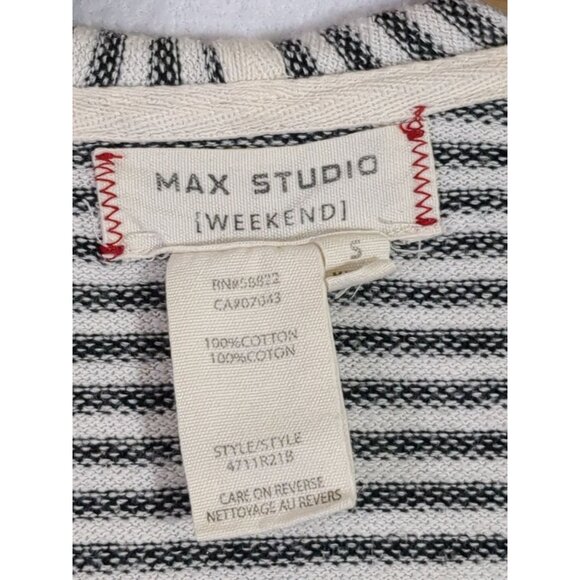 MAX STUDIO
[WEEKEND]
S
RN#58822
CA#07043
100%COTTON
100%COTON
STYLE/STYLE
4711R21B
CARE ON REVERSE
NETTOYAGE AU REVERS